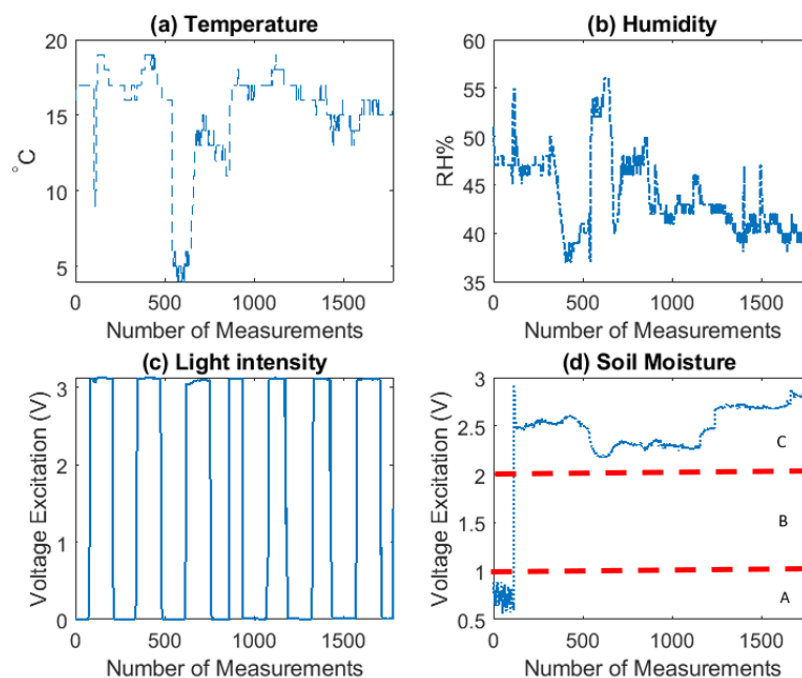 (a) Temperature
20
15
10
5
°C
0
500
1000
1500
Number of Measurements
(b) Humidity
60
55
50
45
40
35
RH%
0
500
1000
1500
Number of Measurements
(c) Light intensity
3
2
1
0
Voltage Excitation (V)
0
500
1000
1500
Number of Measurements
(d) Soil Moisture
3
2.5
2
1.5
1
0.5
Voltage Excitation (V)
C
B
A
0
500
1000
1500
Number of Measurements